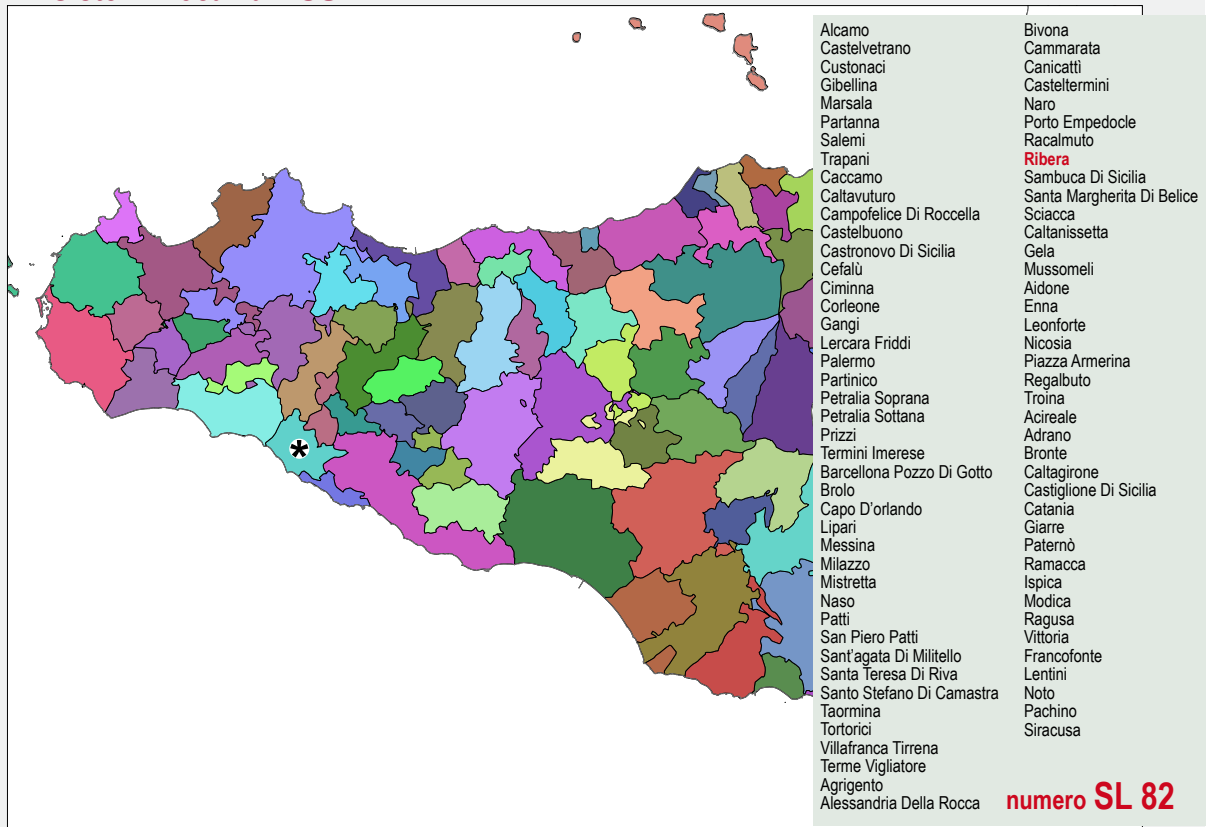 Alcamo
Castelvetrano
Custonaci
Gibellina
Marsala
Partanna
Salemi
Trapani
Caccamo
Caltavuturo
Campofelice Di Roccella
Castelbuono
Castronovo Di Sicilia
Cefalù
Ciminna
Corleone
Gangi
Lercara Friddi
Palermo
Partinico
Petralia Soprana
Petralia Sottana
Prizzi
Termini Imerese
Barcellona Pozzo Di Gotto
Brolo
Capo D'orlando
Lipari
Messina
Milazzo
Mistretta
Naso
Patti
San Piero Patti
Sant'agata Di Militello
Santa Teresa Di Riva
Santo Stefano Di Camastra
Taormina
Tortorici
Villafranca Tirrena
Terme Vigliatore
Agrigento
Alessandria Della Rocca
Bivona
Cammarata
Canicattì
Casteltermini
Naro
Porto Empedocle
Racalmuto
Ribera
Sambuca Di Sicilia
Santa Margherita Di Belice
Sciacca
Caltanissetta
Gela
Mussomeli
Aidone
Enna
Leonforte
Nicosia
Piazza Armerina
Regalbuto
Troina
Acireale
Adrano
Bronte
Caltagirone
Castiglione Di Sicilia
Catania
Giarre
Paternò
Ramacca
Ispica
Modica
Ragusa
Vittoria
Francofonte
Lentini
Noto
Pachino
Siracusa
numero SL 82